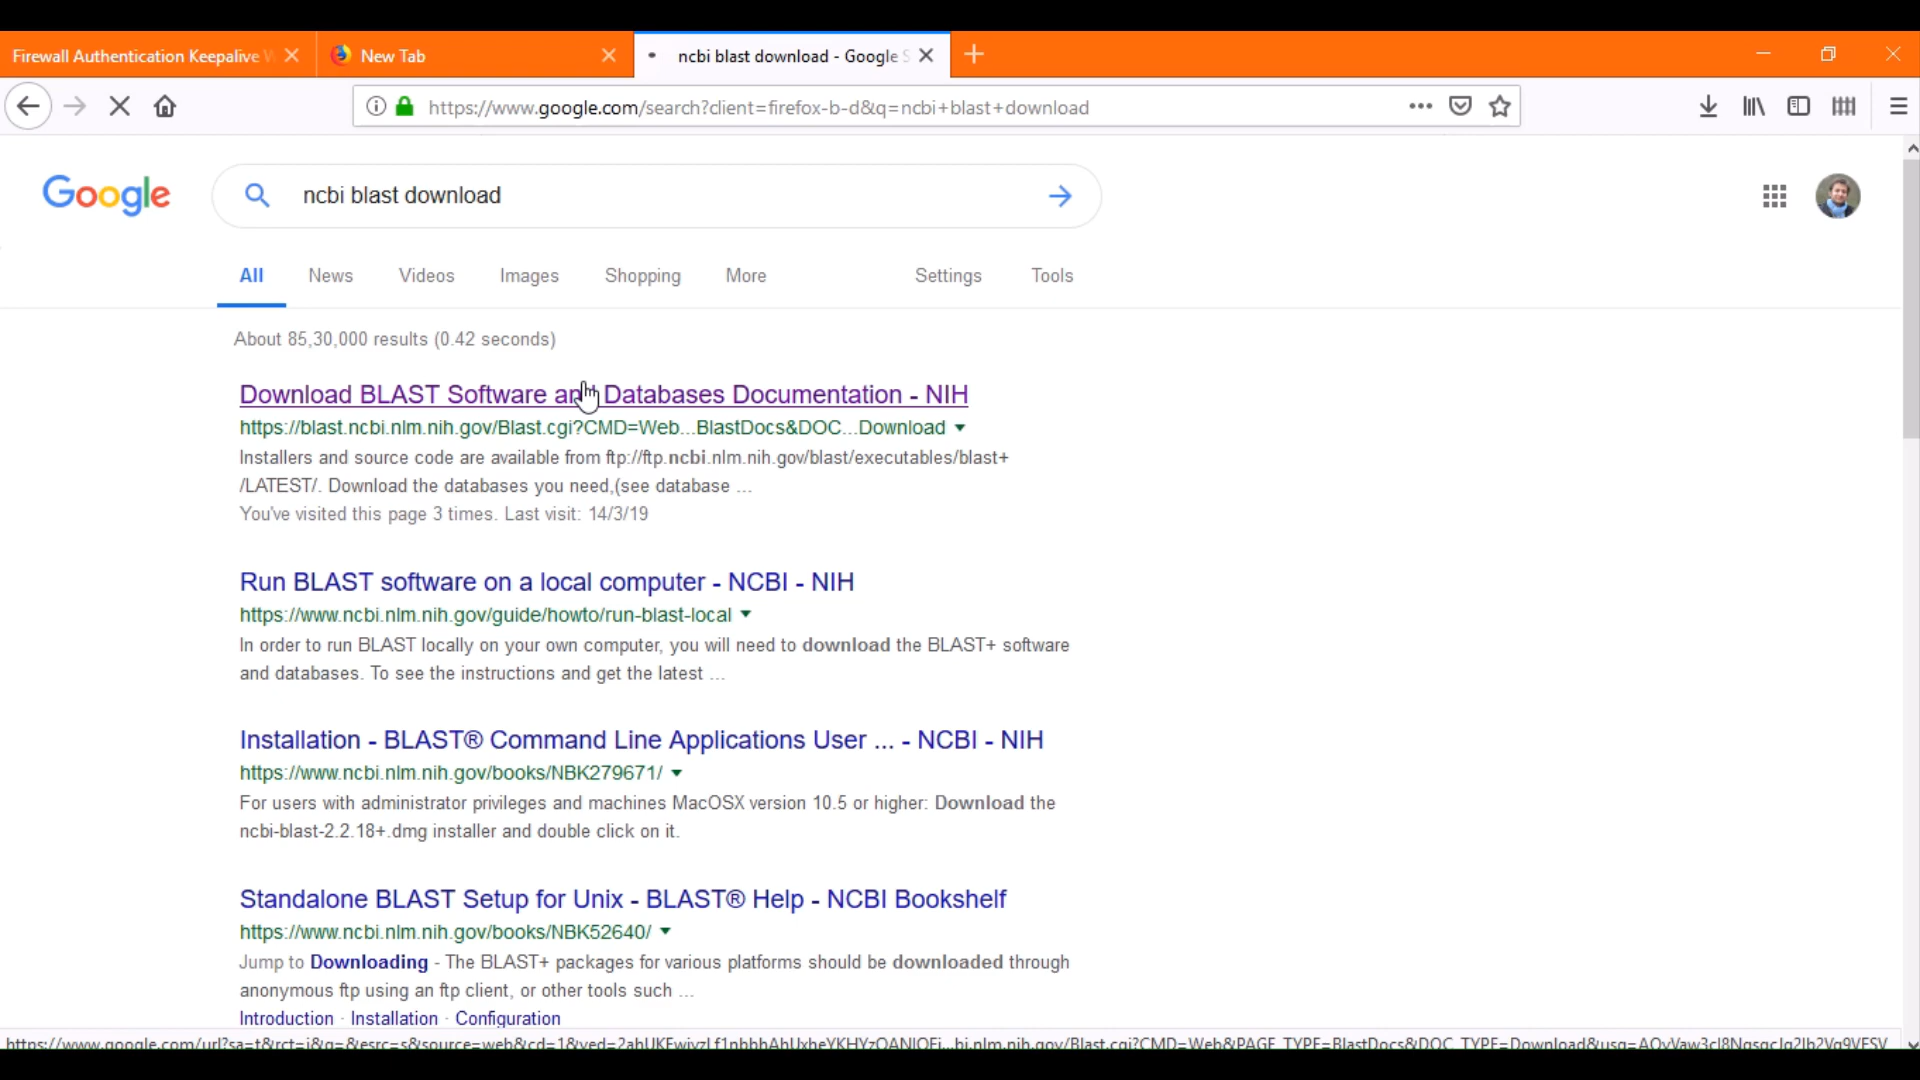 Firewall Authentication Keepalive W
New Tab
ncbi blast download - Google S
https://www.google.com/search?client=firefox-b-d&q=ncbi+blast+download
Google
ncbi blast download
All News Videos Images Shopping More Settings Tools
About 85,30,000 results (0.42 seconds)
Download BLAST Software and Databases Documentation - NIH
https://blast.ncbi.nlm.nih.gov/Blast.cgi?CMD=Web...BlastDocs&DOC...Download
Installers and source code are available from ftp://ftp.ncbi.nlm.nih.gov/blast/executables/blast+
/LATEST/. Download the databases you need,(see database ...
You've visited this page 3 times. Last visit: 14/3/19
Run BLAST software on a local computer - NCBI - NIH
https://www.ncbi.nlm.nih.gov/guide/howto/run-blast-local
In order to run BLAST locally on your own computer, you will need to download the BLAST+ software
and databases. To see the instructions and get the latest ...
Installation - BLAST® Command Line Applications User ... - NCBI - NIH
https://www.ncbi.nlm.nih.gov/books/NBK279671/
For users with administrator privileges and machines MacOSX version 10.5 or higher: Download the
ncbi-blast-2.2.18+.dmg installer and double click on it.
Standalone BLAST Setup for Unix - BLAST® Help - NCBI Bookshelf
https://www.ncbi.nlm.nih.gov/books/NBK52640/
Jump to Downloading - The BLAST+ packages for various platforms should be downloaded through
anonymous ftp using an ftp client, or other tools such ...
Introduction · Installation · Configuration